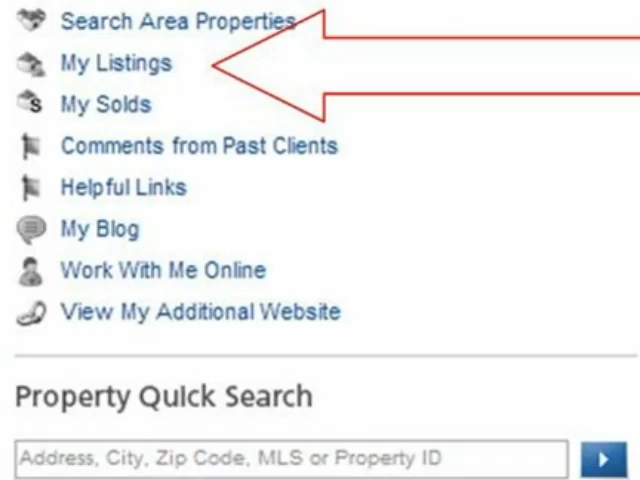 Search Area Properties
My Listings
My Solds
Comments from Past Clients
Helpful Links
My Blog
Work With Me Online
View My Additional Website
Property Quick Search
Address, City, Zip Code, MLS or Property ID